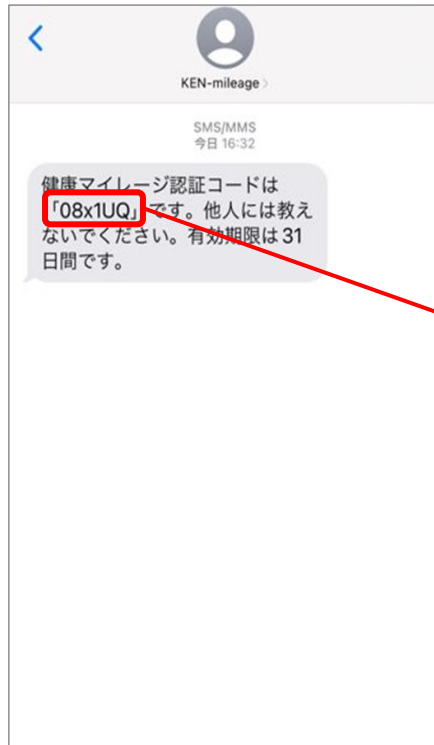 KEN-mileage
SMS/MMS
今日 16:32
健康マイレージ認証コードは
「08x1UQ」です。他人には教え
ないでください。有効期限は31
日間です。